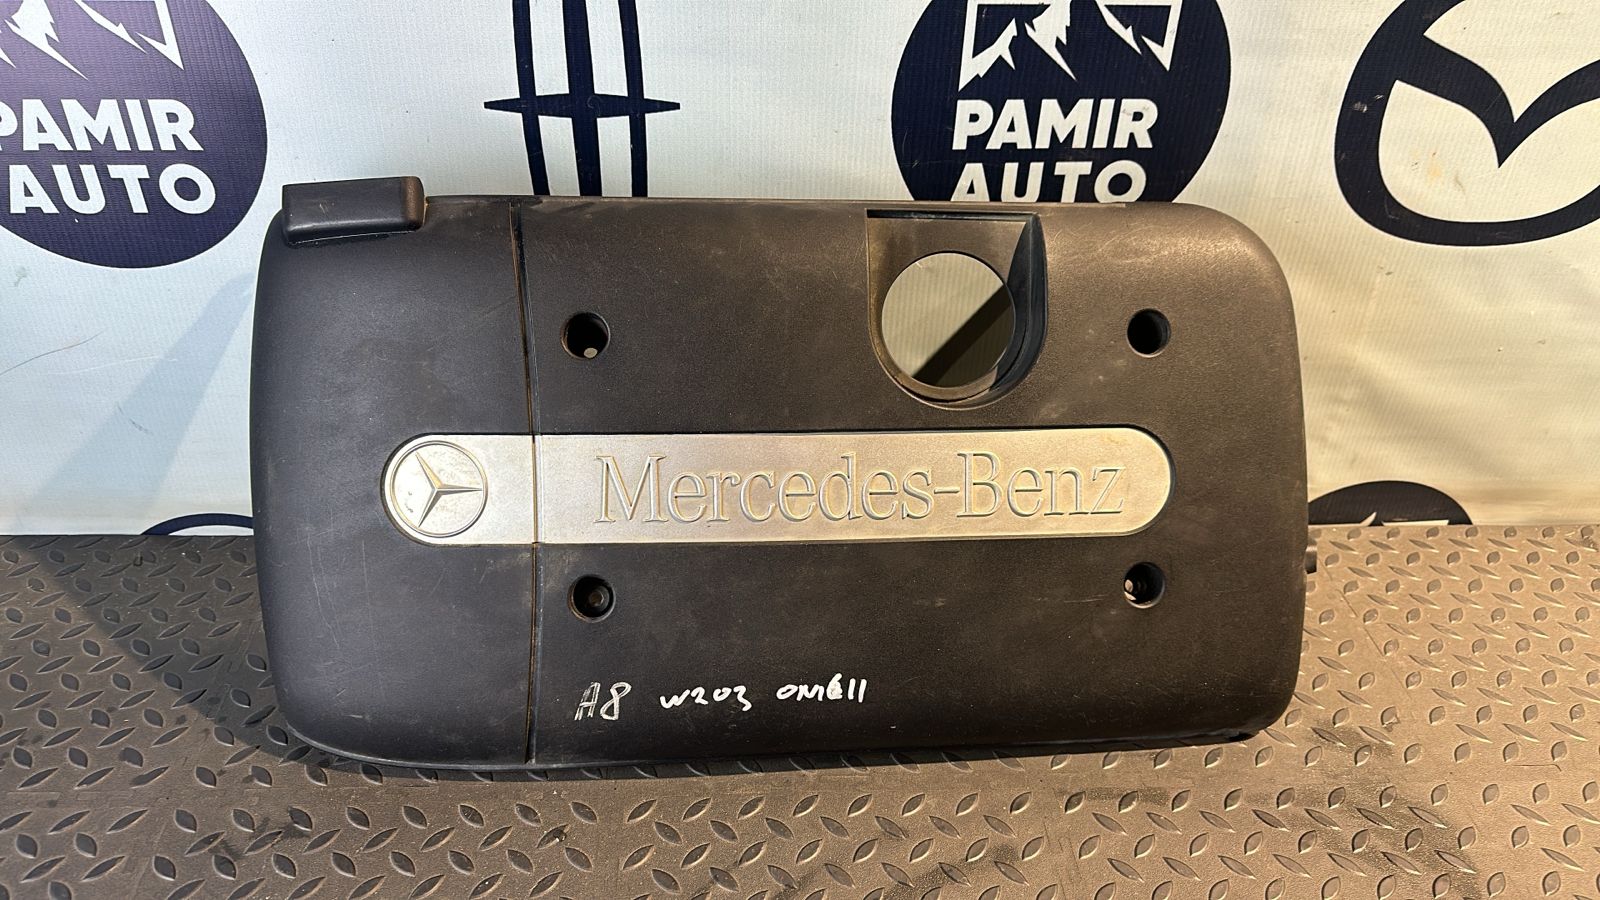 PAMIR
AUTO
PAMIR
AUTO
Mercedes-Benz
A8 W203 OM611